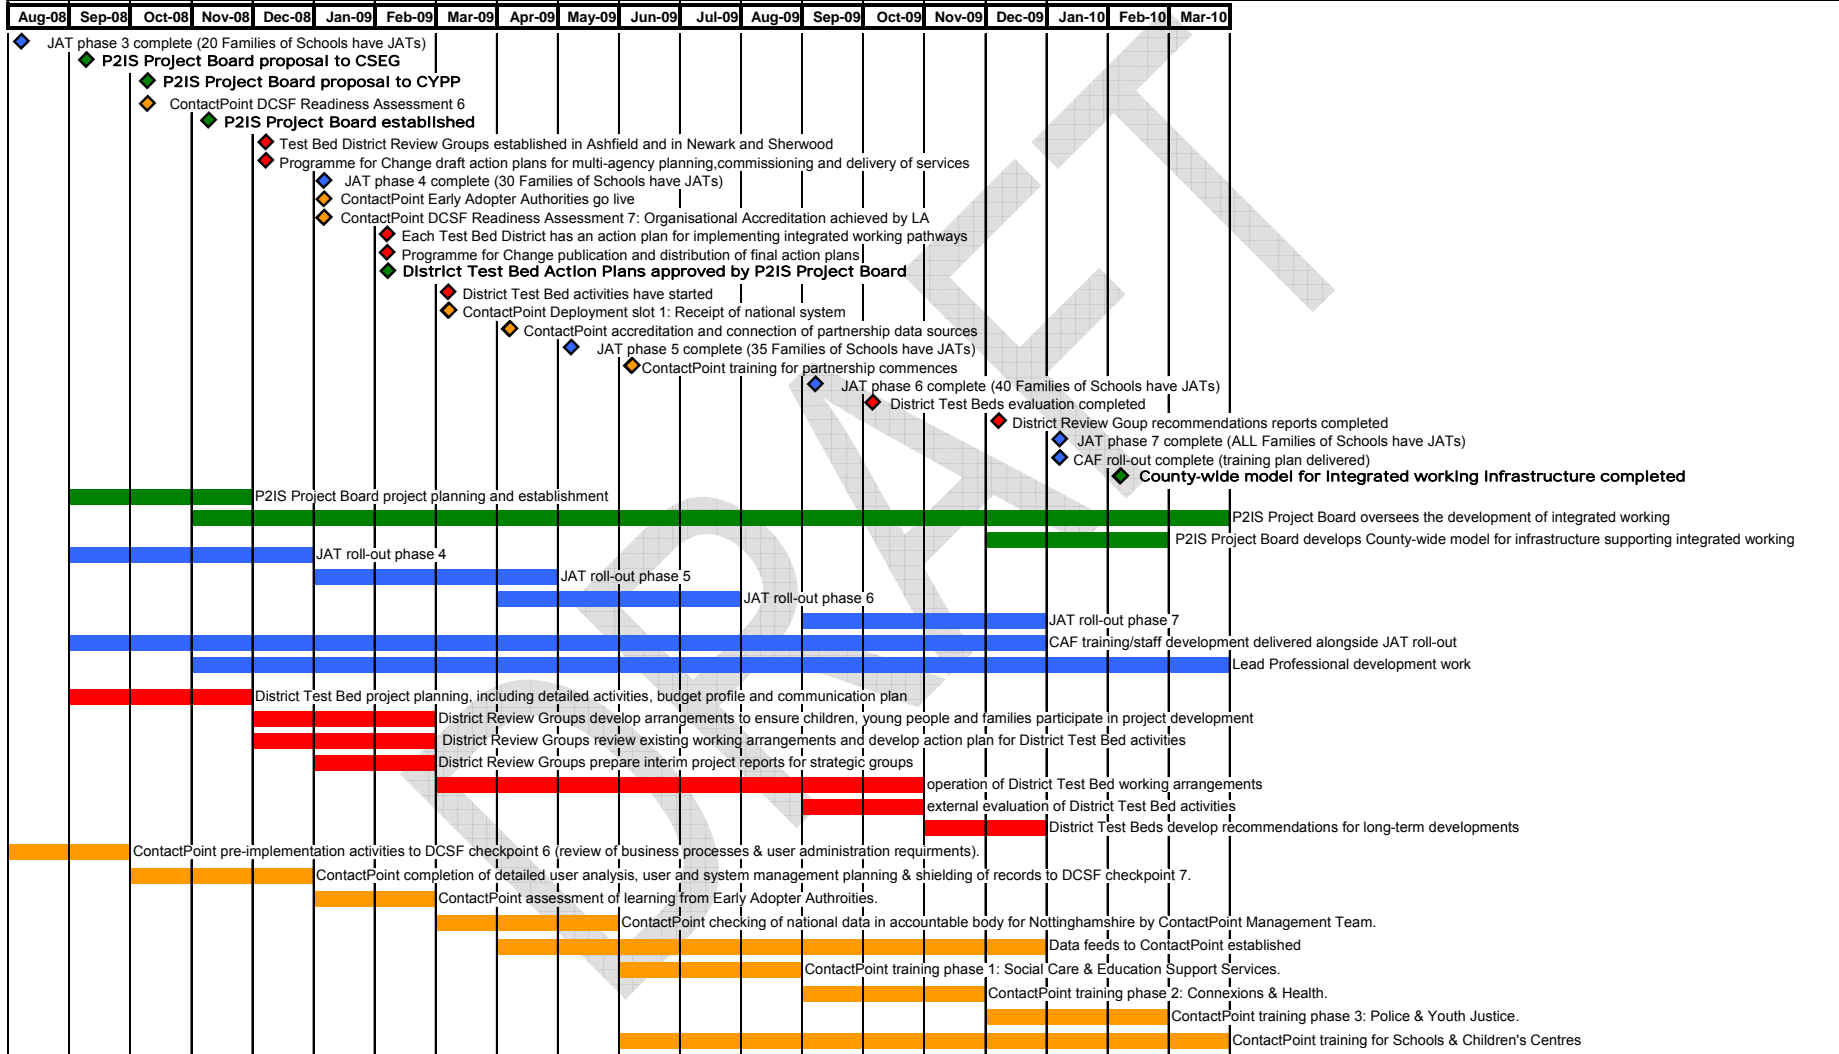 Aug-08 Sep-08 Oct-08 Nov-08 Dec-08 Jan-09 Feb-09 Mar-09 Apr-09 May-09 Jun-09 Jul-09 Aug-09 Sep-09 Oct-09 Nov-09 Dec-09 Jan-10 Feb-10 Mar-10
JAT phase 3 complete (20 Families of Schools have JATs)
P2IS Project Board proposal to CSEG
P2IS Project Board proposal to CYPP
ContactPoint DCSF Readiness Assessment 6
P2IS Project Board established
Test Bed District Review Groups established in Ashfield and in Newark and Sherwood
Programme for Change draft action plans for multi-agency planning,commissioning and delivery of services
JAT phase 4 complete (30 Families of Schools have JATs)
ContactPoint Early Adopter Authorities go live
ContactPoint DCSF Readiness Assessment 7: Organisational Accreditation achieved by LA
Each Test Bed District has an action plan for implementing integrated working pathways
Programme for Change publication and distribution of final action plans
District Test Bed Action Plans approved by P2IS Project Board
District Test Bed activities have started
ContactPoint Deployment slot 1: Receipt of national system
ContactPoint accreditation and connection of partnership data sources
JAT phase 5 complete (35 Families of Schools have JATs)
ContactPoint training for partnership commences
JAT phase 6 complete (40 Families of Schools have JATs)
District Test Beds evaluation completed
District Review Goup recommendations reports completed
JAT phase 7 complete (ALL Families of Schools have JATs)
CAF roll-out complete (training plan delivered)
County-wide model for integrated working infrastructure completed
P2IS Project Board project planning and establishment
P2IS Project Board oversees the development of integrated working
P2IS Project Board develops County-wide model for infrastructure supporting integrated working
JAT roll-out phase 4
JAT roll-out phase 5
JAT roll-out phase 6
JAT roll-out phase 7
CAF training/staff development delivered alongside JAT roll-out
Lead Professional development work
District Test Bed project planning, including detailed activities, budget profile and communication plan
District Review Groups develop arrangements to ensure children, young people and families participate in project development
District Review Groups review existing working arrangements and develop action plan for District Test Bed activities
District Review Groups prepare interim project reports for strategic groups
operation of District Test Bed working arrangements
external evaluation of District Test Bed activities
District Test Beds develop recommendations for long-term developments
ContactPoint pre-implementation activities to DCSF checkpoint 6 (review of business processes & user administration requirments).
ContactPoint completion of detailed user analysis, user and system management planning & shielding of records to DCSF checkpoint 7.
ContactPoint assessment of learning from Early Adopter Authroities.
ContactPoint checking of national data in accountable body for Nottinghamshire by ContactPoint Management Team.
Data feeds to ContactPoint established
ContactPoint training phase 1: Social Care & Education Support Services.
ContactPoint training phase 2: Connexions & Health.
ContactPoint training phase 3: Police & Youth Justice.
ContactPoint training for Schools & Children's Centres
DRAFT